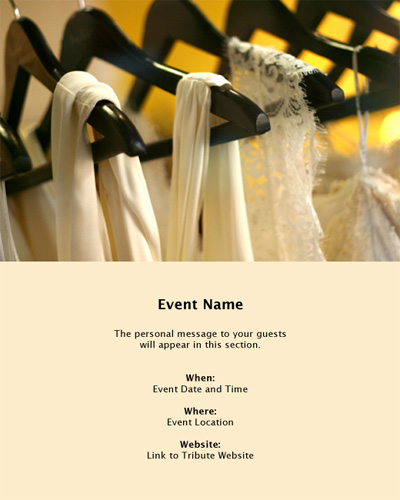 Event Name
The personal message to your guests
will appear in this section.
When:
Event Date and Time
Where:
Event Location
Website:
Link to Tribute Website